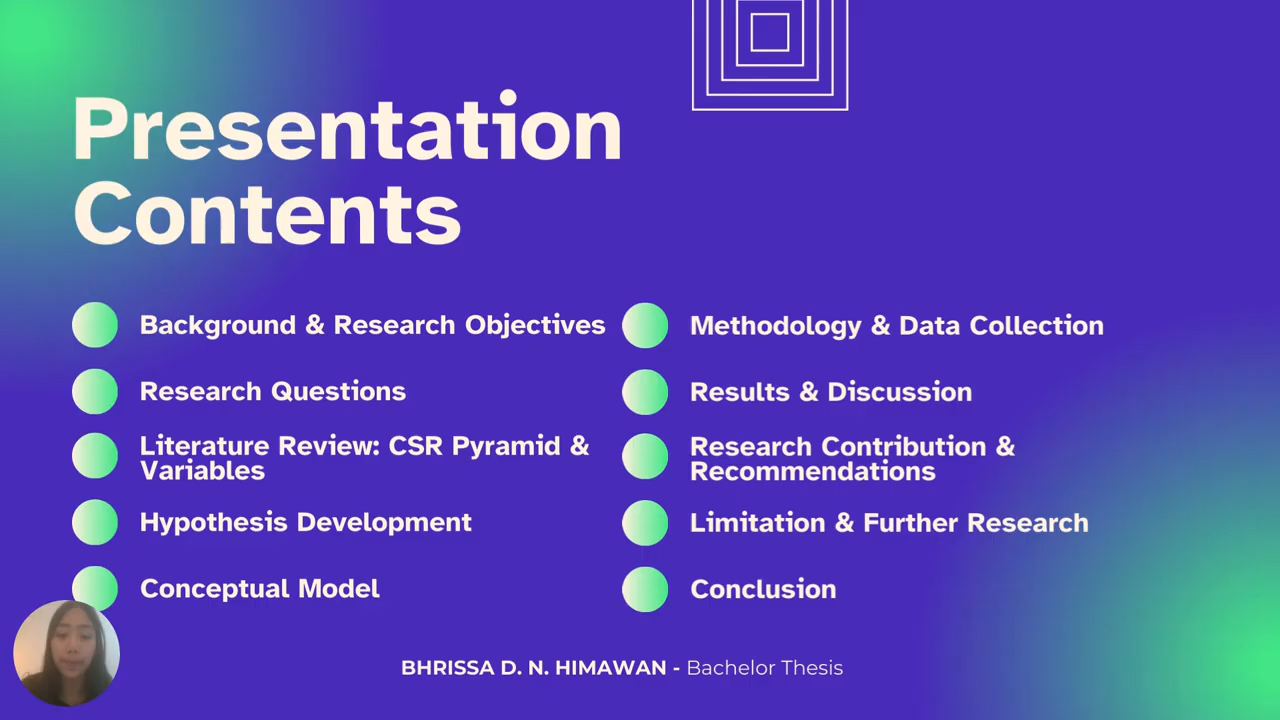 Presentation
Contents
Background & Research Objectives
Research Questions
Literature Review: CSR Pyramid &
Variables
Hypothesis Development
Conceptual Model
Methodology & Data Collection
Results & Discussion
Research Contribution &
Recommendations
Limitation & Further Research
Conclusion
BHRISSA D. N. HIMAWAN - Bachelor Thesis